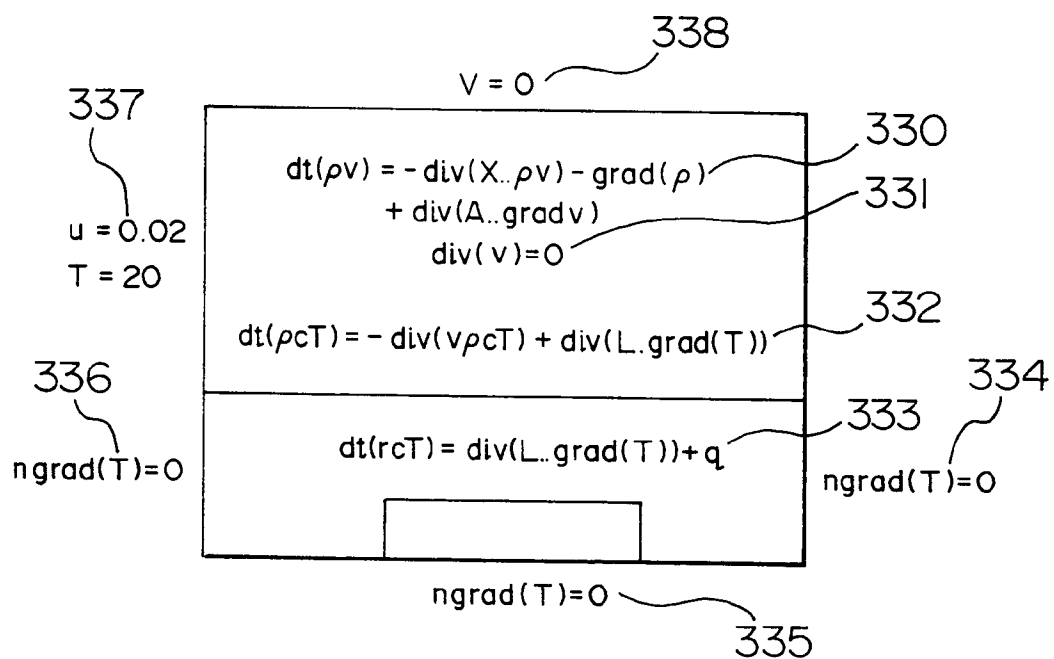 338
V = 0
337
330
dt(ρv) = -div(X..ρv) - grad(ρ)
+ div(A..gradv)
331
u = 0.02
div(v)=0
T = 20
332
dt(ρcT) = - div(vρcT) + div(L.grad(T))
336
334
333
dt(rcT) = div(L..grad(T))+q
ngrad(T)=0
ngrad(T)=0
ngrad(T)=0
335